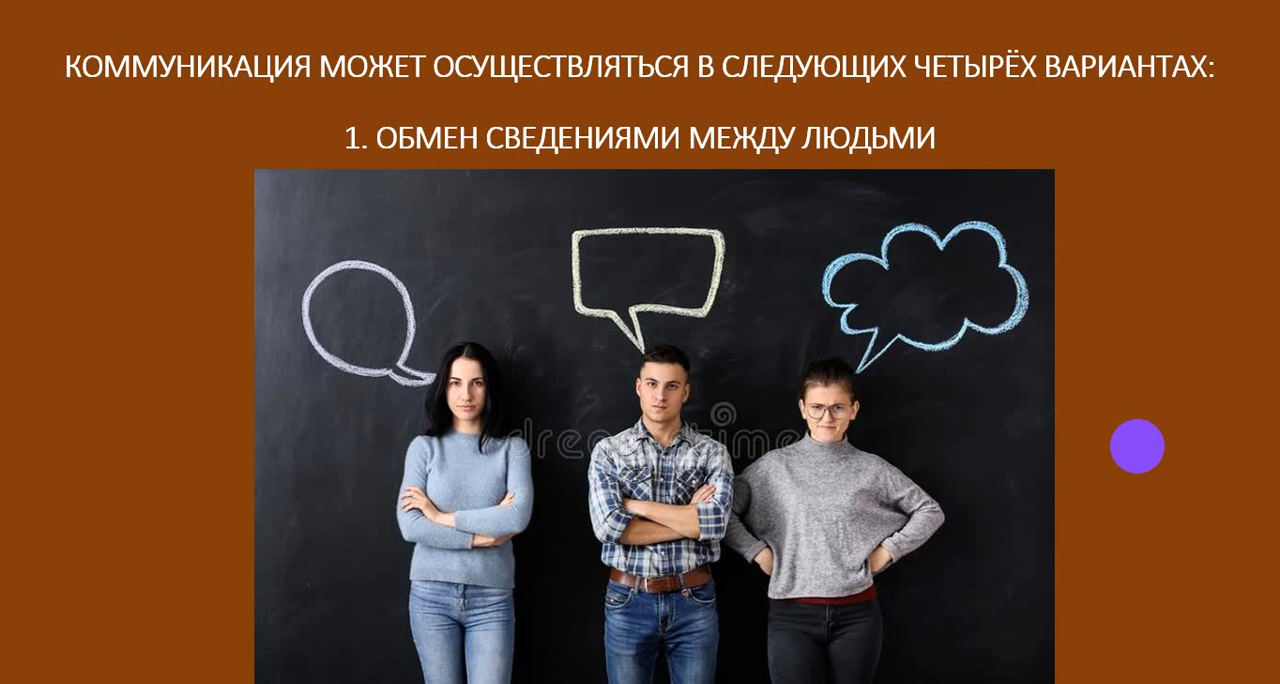 КОММУНИКАЦИЯ МОЖЕТ ОСУЩЕСТВЛЯТЬСЯ В СЛЕДУЮЩИХ ЧЕТЫРЁХ ВАРИАНТАХ:
1. ОБМЕН СВЕДЕНИЯМИ МЕЖДУ ЛЮДЬМИ